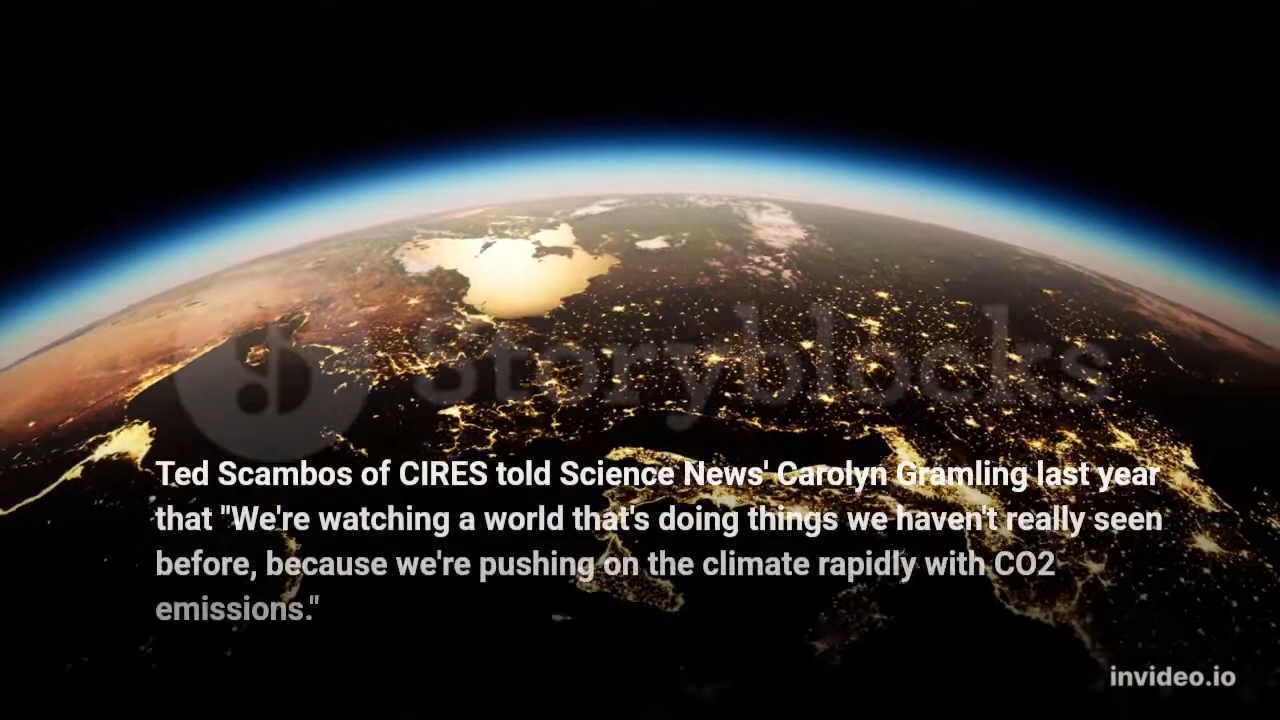 Storyblocks
Ted Scambos of CIRES told Science News' Carolyn Gramling last year
that "We're watching a world that's doing things we haven't really seen
before, because we're pushing on the climate rapidly with CO2
emissions."
invideo.io